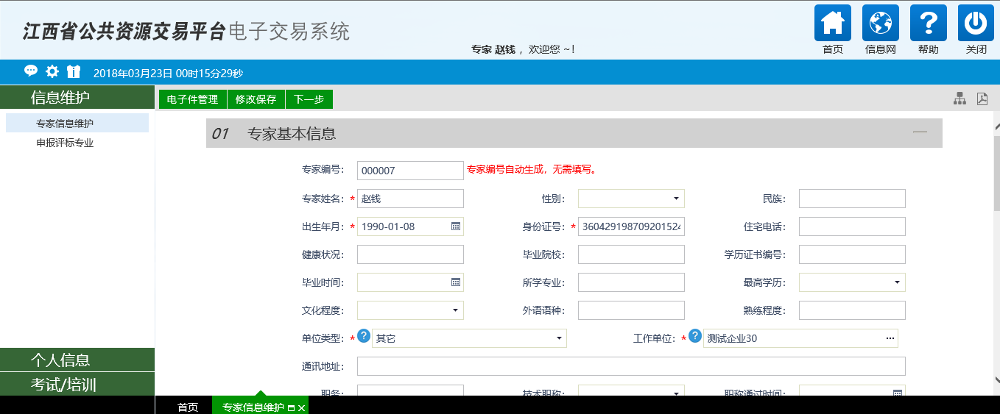 江西省公共资源交易平台电子交易系统
专家 赵钱 ，欢迎您 ~！
首页 信息网 帮助 关闭
2018年03月23日 00时15分29秒
信息维护
专家信息维护
申报评标专业
个人信息
考试/培训
电子件管理 修改保存 下一步
01 专家基本信息
专家编号： 000007 专家编号自动生成，无需填写。
专家姓名： * 赵钱 性别： 民族：
出生年月： * 1990-01-08 身份证号： * 36042919870920152 住宅电话：
健康状况： 毕业院校： 学历证书编号：
毕业时间： 所学专业： 最高学历：
文化程度： 外语语种： 熟练程度：
单位类型： * ? 其它 工作单位： * ? 测试企业30 ...
通讯地址：
职务： 技术职称： 职称通过时间：
首页 专家信息维护